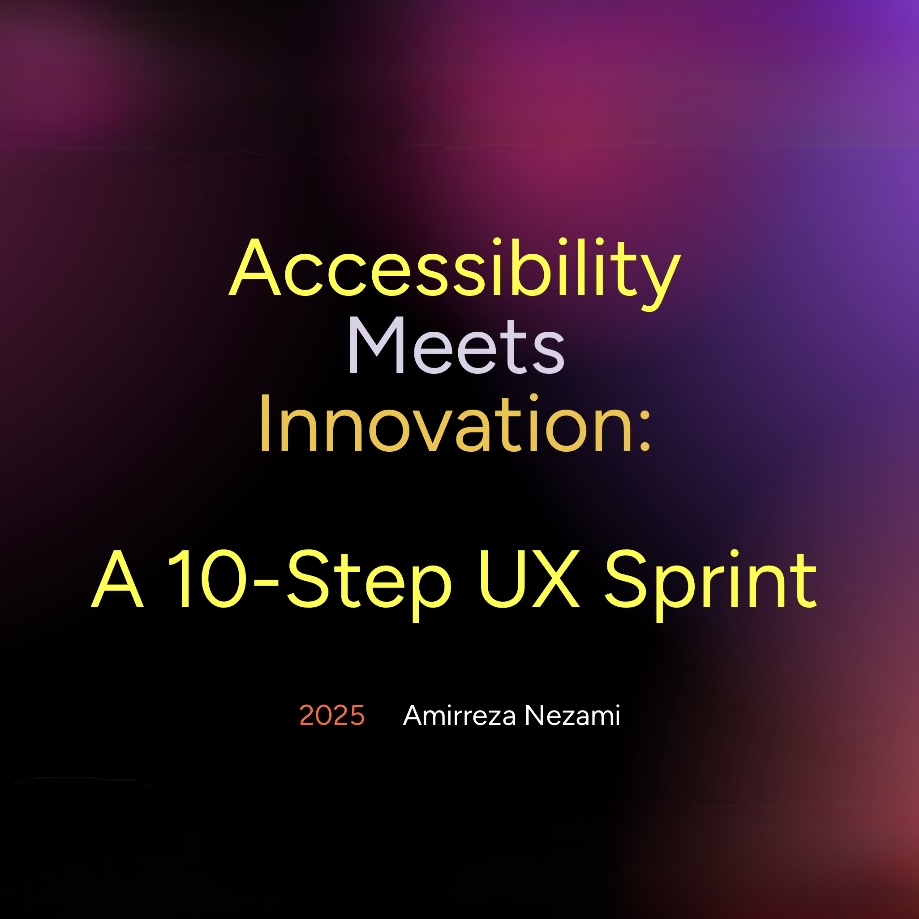 Accessibility
Meets
Innovation:
A 10-Step UX Sprint
2025 Amirreza Nezami